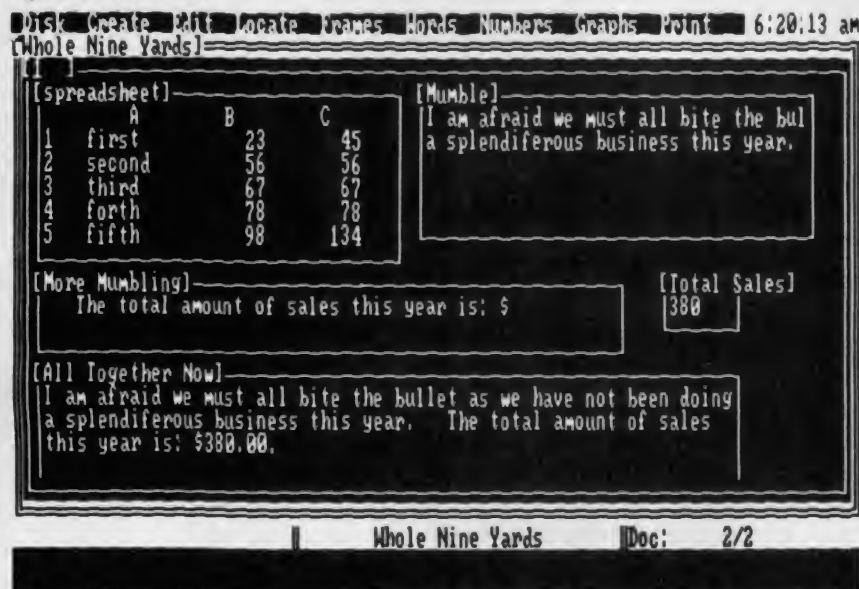 Disk Create Edit Locate Frames Words Numbers Graphs Print 6:20:13 am
[Whole Nine Yards]
[spreadsheet]
A B C
1 first 23 45
2 second 56 56
3 third 67 67
4 forth 78 78
5 fifth 98 134
[Mumble]
I am afraid we must all bite the bul
a splendiferous business this year.
[More Mumbling]
The total amount of sales this year is: $
[Total Sales]
380
[All Together Now]
I am afraid we must all bite the bullet as we have not been doing
a splendiferous business this year. The total amount of sales
this year is: $380.00.
Whole Nine Yards Doc: 2/2